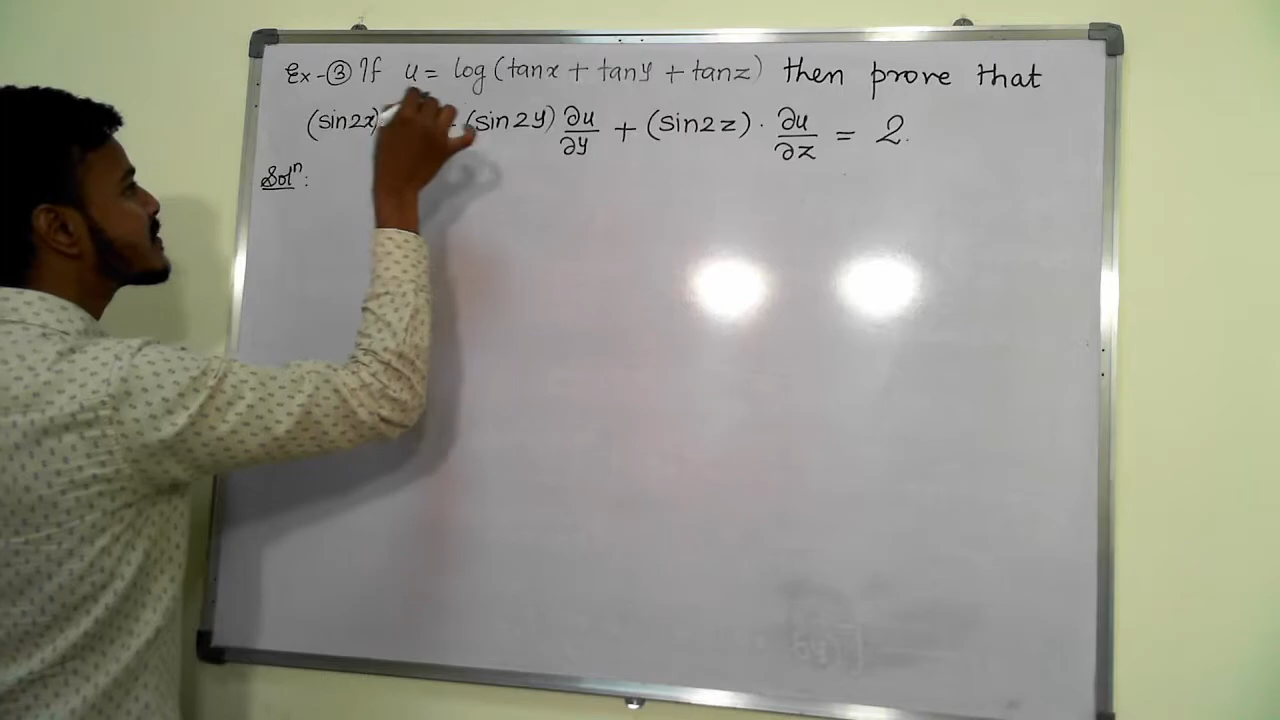 Ex-③ If u = log(tanx + tany + tanz) then prove that
(sin2x) (sin2y) ∂u/∂y + (sin2z) · ∂u/∂z = 2.
Solⁿ: